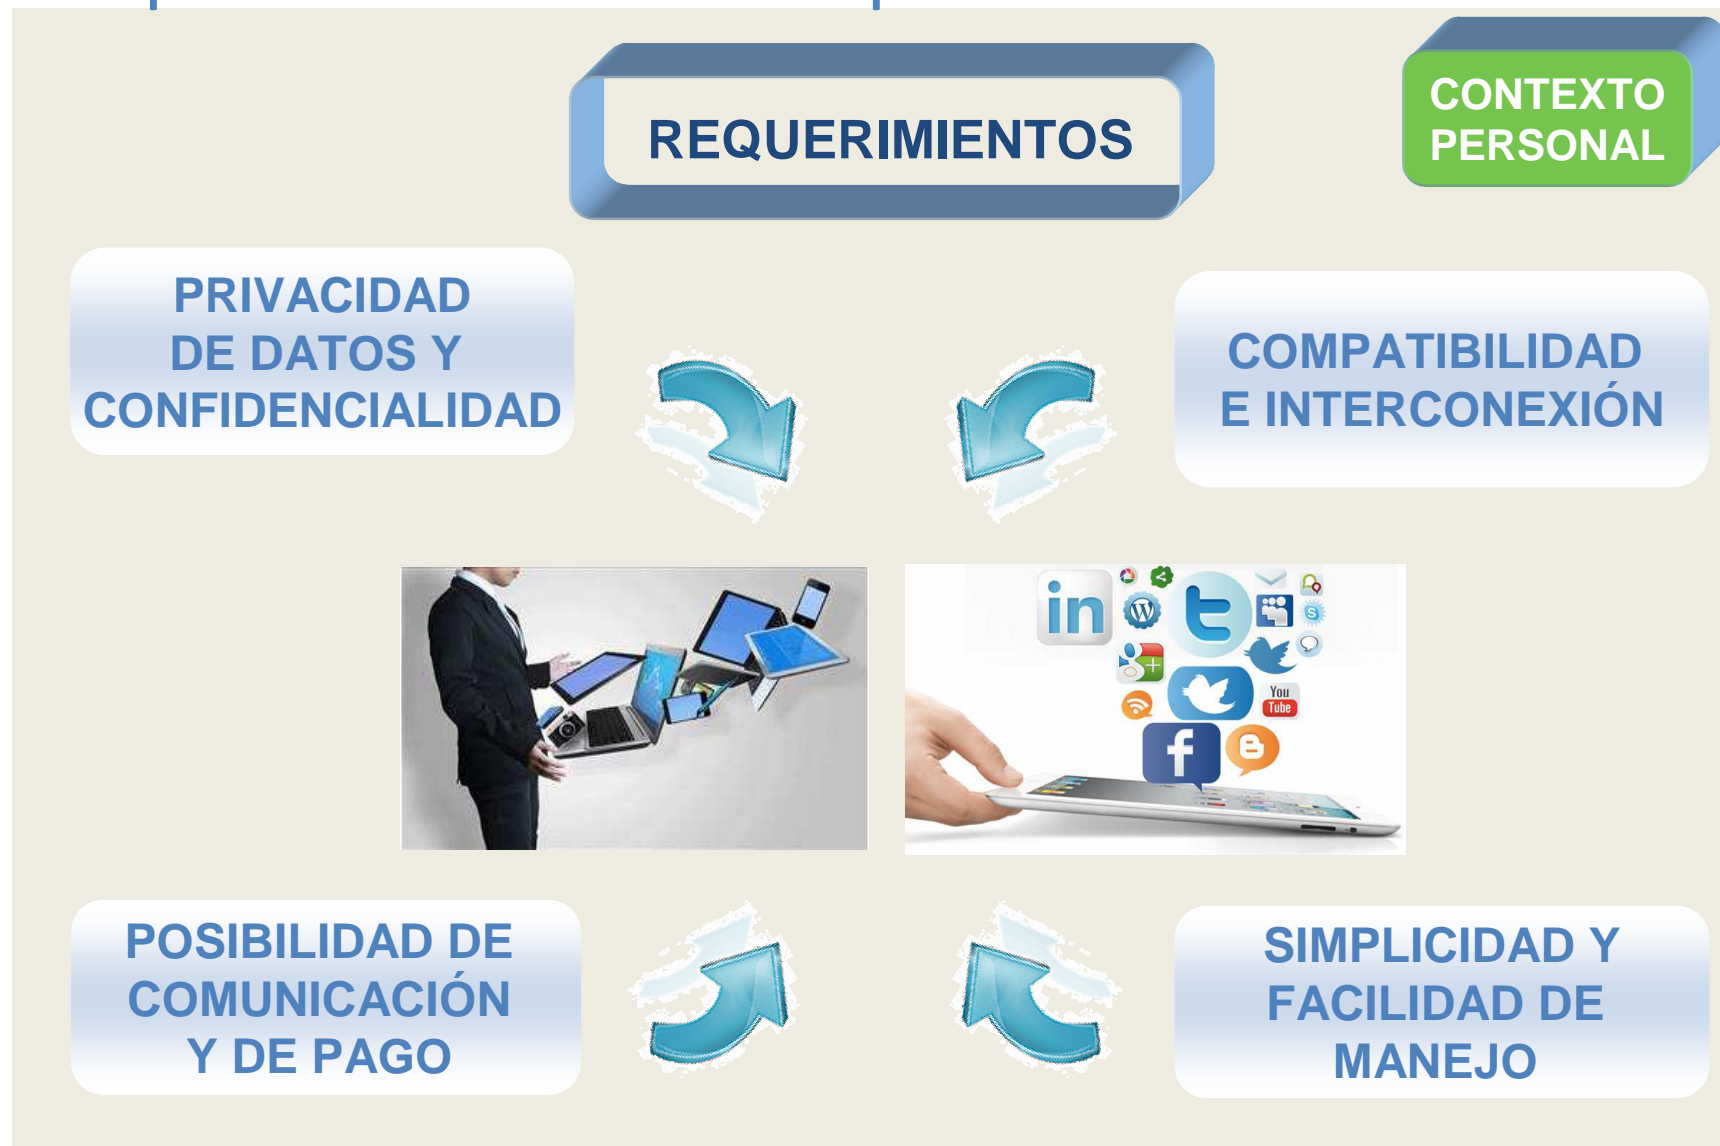 REQUERIMIENTOS
CONTEXTO
PERSONAL
PRIVACIDAD
DE DATOS Y
CONFIDENCIALIDAD
COMPATIBILIDAD
E INTERCONEXIÓN
in
You
Tube
POSIBILIDAD DE
COMUNICACIÓN
Y DE PAGO
SIMPLICIDAD Y
FACILIDAD DE
MANEJO